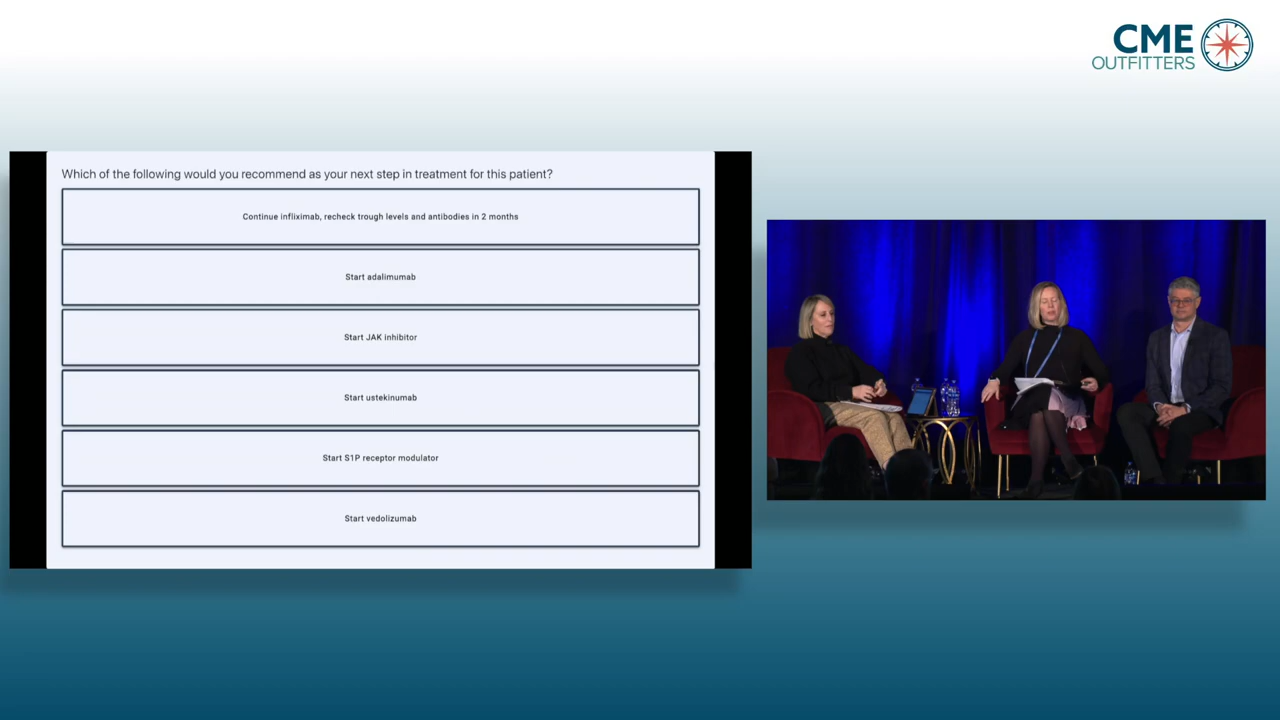 CME
OUTFITTERS
Which of the following would you recommend as your next step in treatment for this patient?
Continue infliximab, recheck trough levels and antibodies in 2 months
Start adalimumab
Start JAK inhibitor
Start ustekinumab
Start S1P receptor modulator
Start vedolizumab